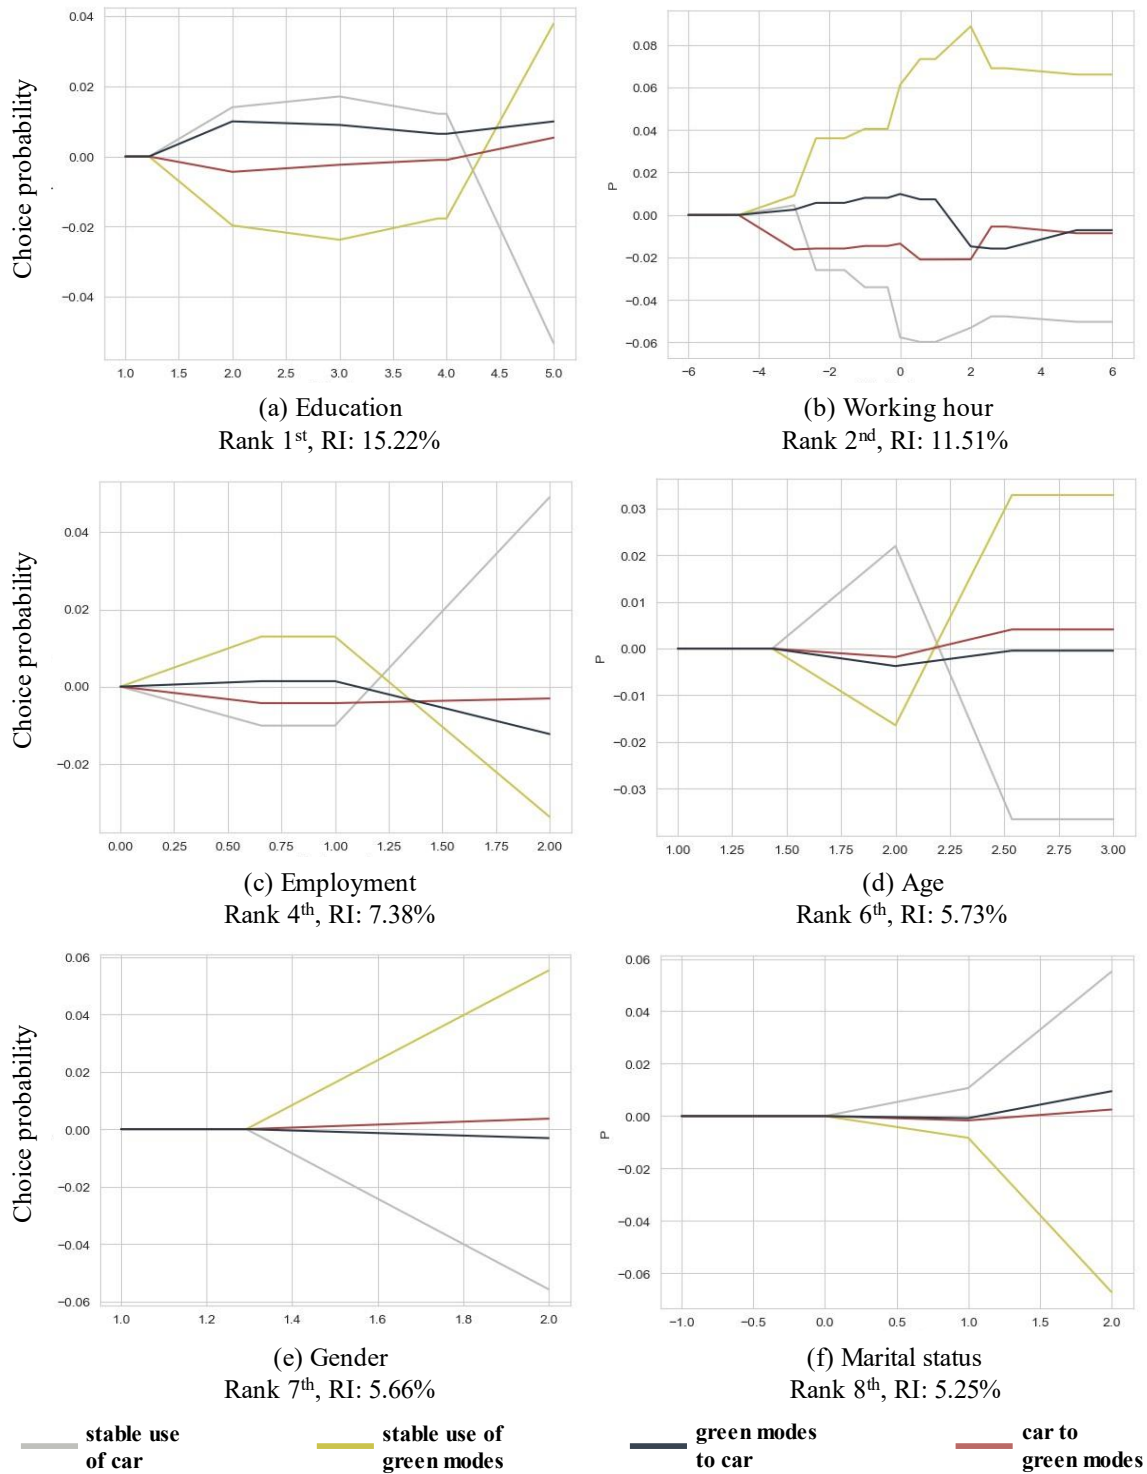 Choice probability
0.04
0.02
0.00
−0.02
−0.04
1.0 1.5 2.0 2.5 3.0 3.5 4.0 4.5 5.0
(a) Education
Rank 1st, RI: 15.22%
P
0.08
0.06
0.04
0.02
0.00
−0.02
−0.04
−0.06
−6 −4 −2 0 2 4 6
(b) Working hour
Rank 2nd, RI: 11.51%
Choice probability
0.04
0.02
0.00
−0.02
0.00 0.25 0.50 0.75 1.00 1.25 1.50 1.75 2.00
(c) Employment
Rank 4th, RI: 7.38%
P
0.03
0.02
0.01
0.00
−0.01
−0.02
−0.03
1.00 1.25 1.50 1.75 2.00 2.25 2.50 2.75 3.00
(d) Age
Rank 6th, RI: 5.73%
Choice probability
0.06
0.04
0.02
0.00
−0.02
−0.04
−0.06
1.0 1.2 1.4 1.6 1.8 2.0
(e) Gender
Rank 7th, RI: 5.66%
P
0.06
0.04
0.02
0.00
−0.02
−0.04
−0.06
−1.0 −0.5 0.0 0.5 1.0 1.5 2.0
(f) Marital status
Rank 8th, RI: 5.25%
stable use
of car
stable use of
green modes
green modes
to car
car to
green modes